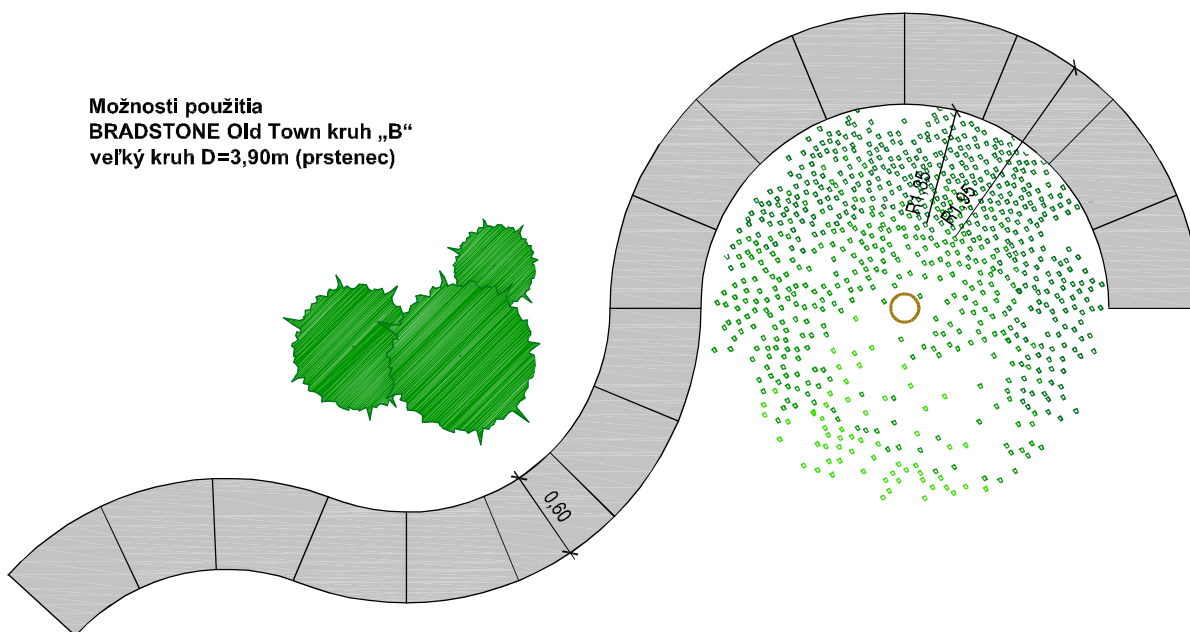 Možnosti použitia
BRADSTONE Old Town kruh „B“
veľký kruh D=3,90m (prstenec)
R1,35
R1,95
0,60